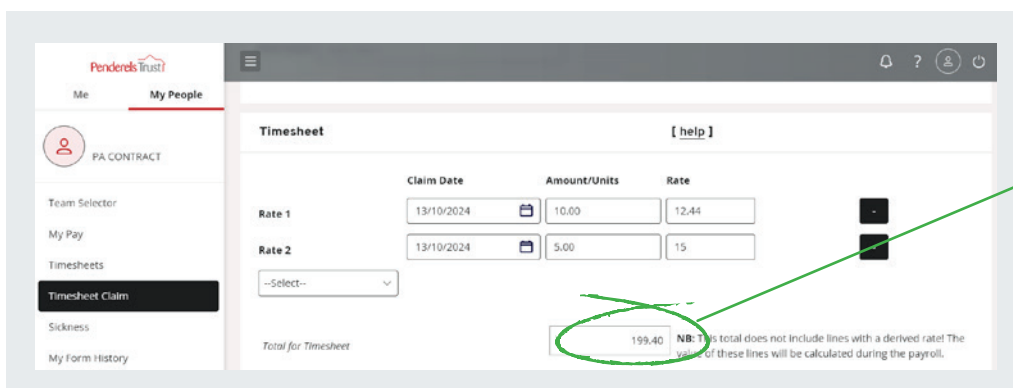 Penderels Trust
?
Me
My People
Timesheet
[ help ]
PA CONTRACT
Claim Date
Amount/Units
Rate
Team Selector
Rate 1
13/10/2024
10.00
12.44
-
My Pay
Rate 2
13/10/2024
5.00
15
Timesheets
--Select--
Timesheet Claim
Sickness
Total for Timesheet
199.40
NB: This total does not include lines with a derived rate! The
value of these lines will be calculated during the payroll.
My Form History